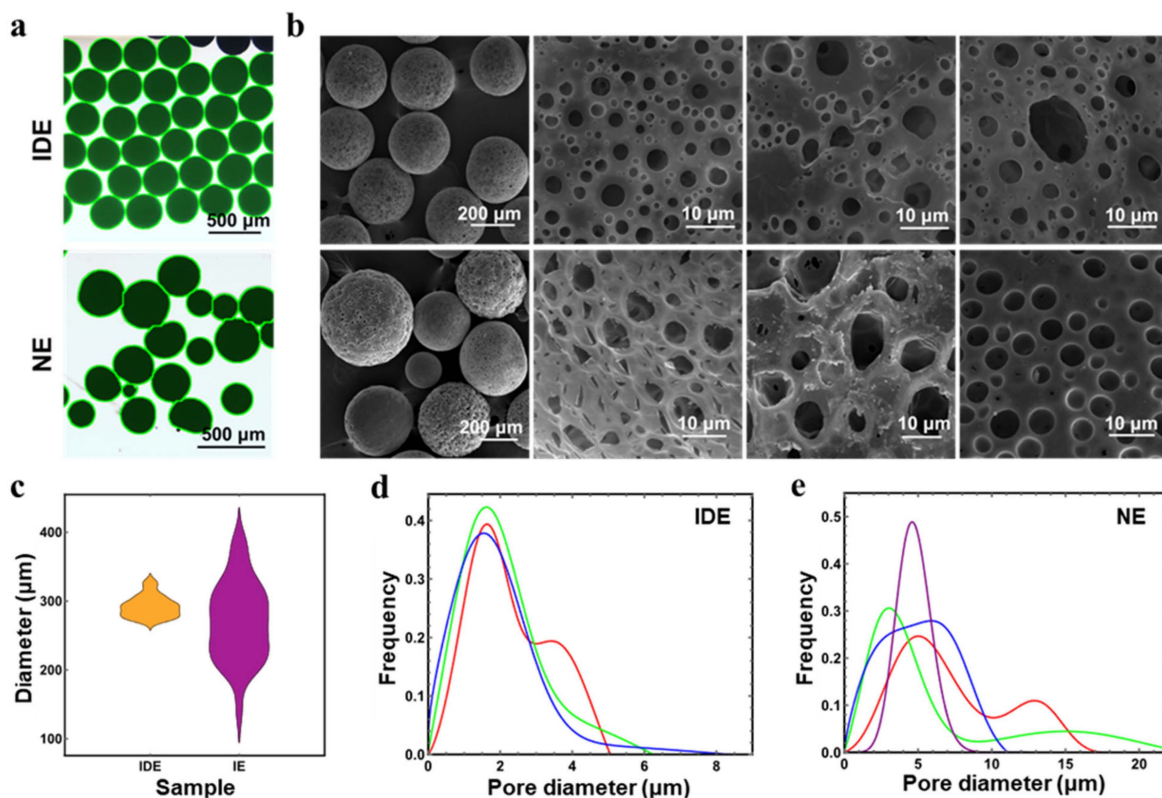 a
b
IDE
500 µm
200 µm
10 µm
10 µm
10 µm
NE
500 µm
200 µm
10 µm
10 µm
10 µm
c
Diameter (µm)
400
300
200
100
IDE
IE
Sample
d
IDE
Frequency
0.4
0.3
0.2
0.1
0.0
0
2
4
6
8
Pore diameter (µm)
e
NE
Frequency
0.5
0.4
0.3
0.2
0.1
0.0
0
5
10
15
20
Pore diameter (µm)